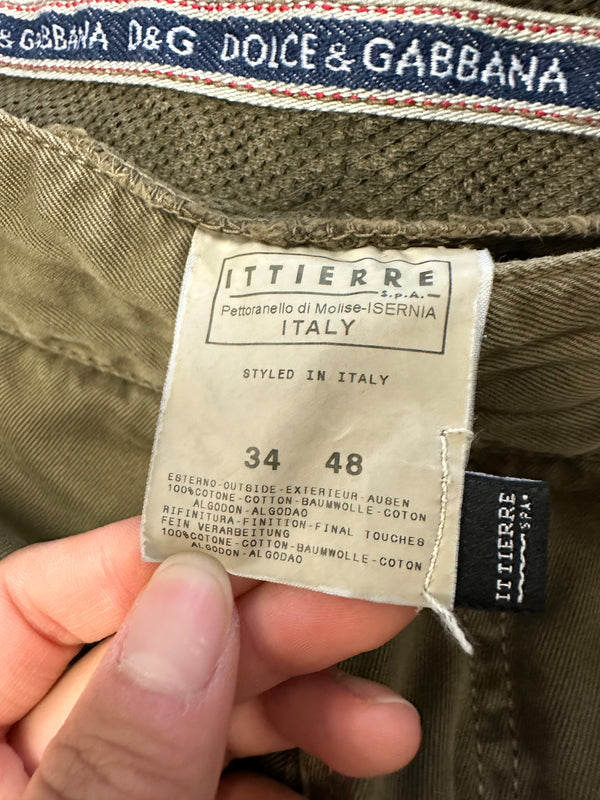 & GABBANA D&G DOLCE & GABBANA
ITTIERRE
S.p.A.
Pettoranello di Molise-ISERNIA
ITALY
STYLED IN ITALY
34 48
ESTERNO-OUTSIDE-EXTERIEUR-AUSEN
100%COTONE-COTTON-BAUMWOLLE-COTON
ALGODON-ALGODAO
RIFINITURA-FINITION-FINAL TOUCHES
FEIN VERARBEITUNG
100%COTONE-COTTON-BAUMWOLLE-COTON
ALGODON-ALGODAO
ITTIERRE
SPA